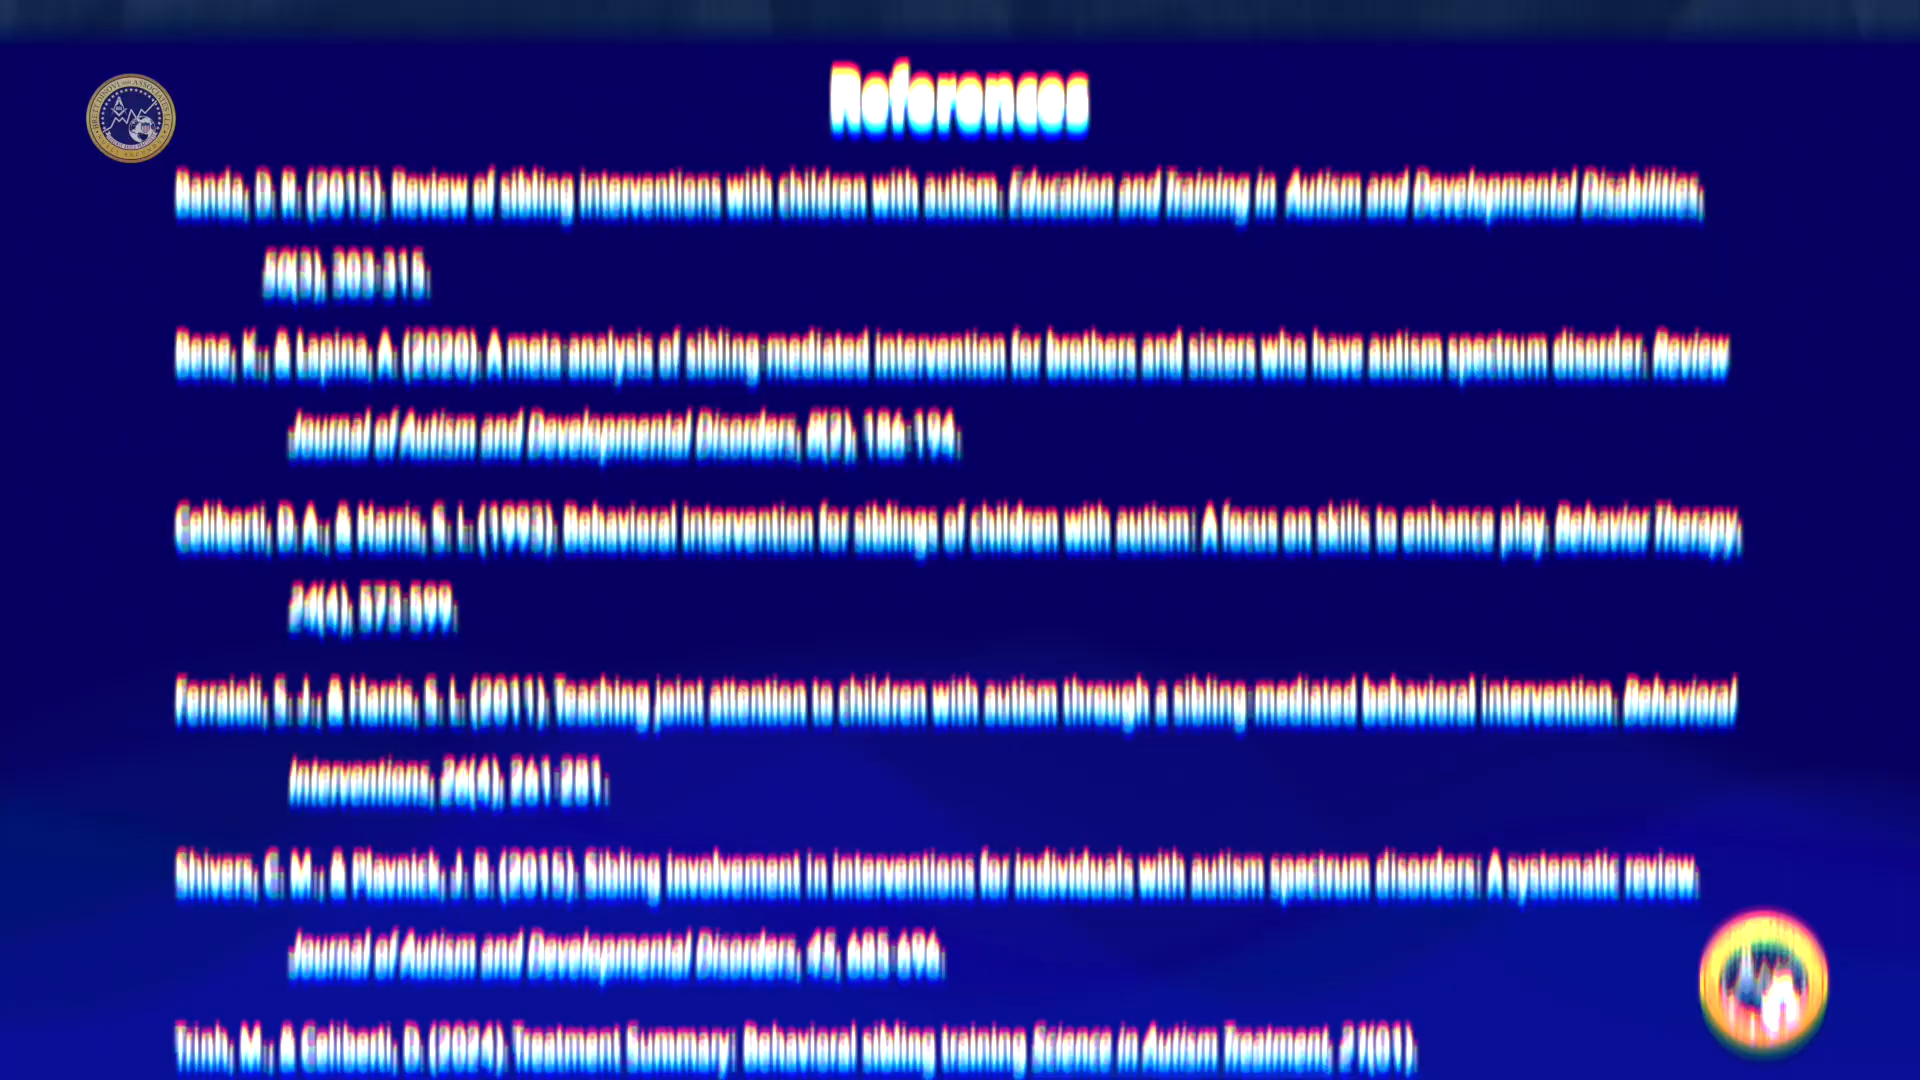 References
Banda, D. R. (2015). Review of sibling interventions with children with autism. Education and Training in Autism and Developmental Disabilities,
50(3), 303-315.
Bene, K., & Lapina, A. (2020). A meta-analysis of sibling-mediated intervention for brothers and sisters who have autism spectrum disorder. Review
Journal of Autism and Developmental Disorders, 8(2), 186-194.
Celiberti, D. A., & Harris, S. L. (1993). Behavioral intervention for siblings of children with autism: A focus on skills to enhance play. Behavior Therapy,
24(4), 573-599.
Ferraioli, S. J., & Harris, S. L. (2011). Teaching joint attention to children with autism through a sibling-mediated behavioral intervention. Behavioral
Interventions, 26(4), 261-281.
Shivers, C. M., & Plavnick, J. B. (2015). Sibling involvement in interventions for individuals with autism spectrum disorders: A systematic review.
Journal of Autism and Developmental Disorders, 45, 685-696.
Trinh, M., & Celiberti, D. (2024). Treatment Summary: Behavioral sibling training. Science in Autism Treatment, 21(01).